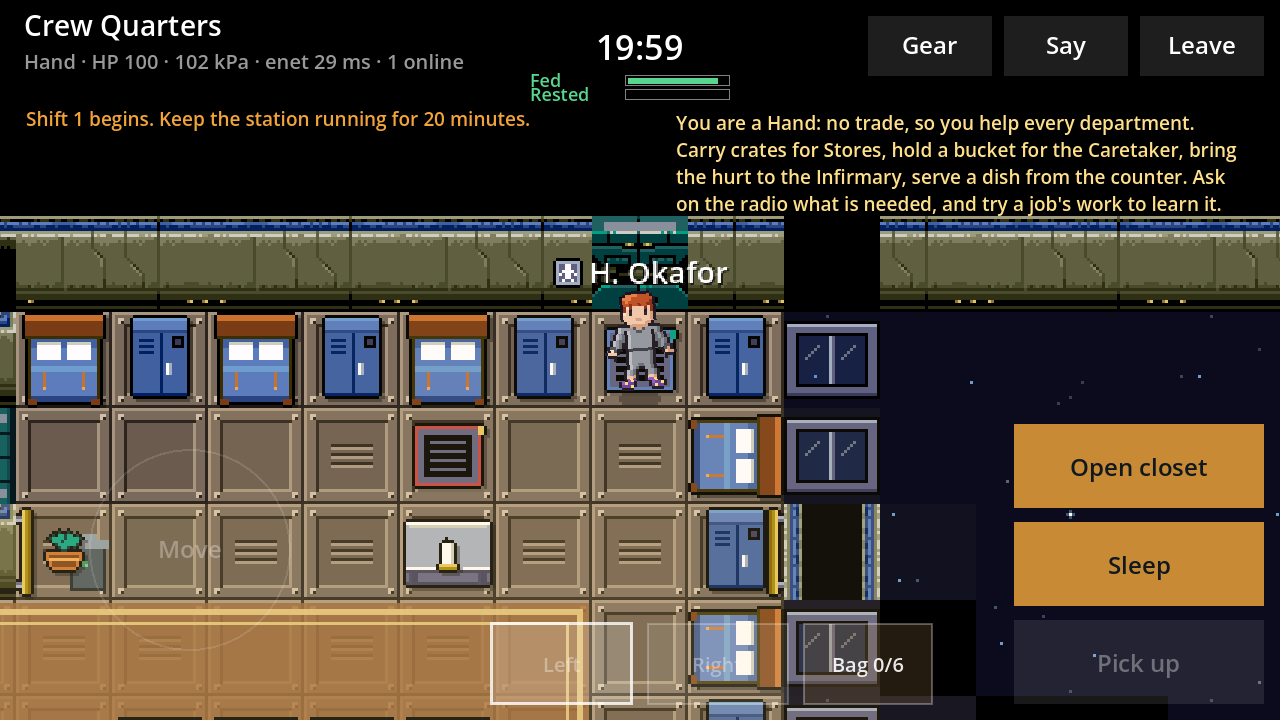 Crew Quarters
Hand · HP 100 · 102 kPa · enet 29 ms · 1 online
19:59
Gear
Say
Leave
Fed
Rested
Shift 1 begins. Keep the station running for 20 minutes.
You are a Hand: no trade, so you help every department.
Carry crates for Stores, hold a bucket for the Caretaker, bring
the hurt to the Infirmary, serve a dish from the counter. Ask
on the radio what is needed, and try a job's work to learn it.
H. Okafor
Open closet
Move
Sleep
Left
Right
Bag 0/6
Pick up